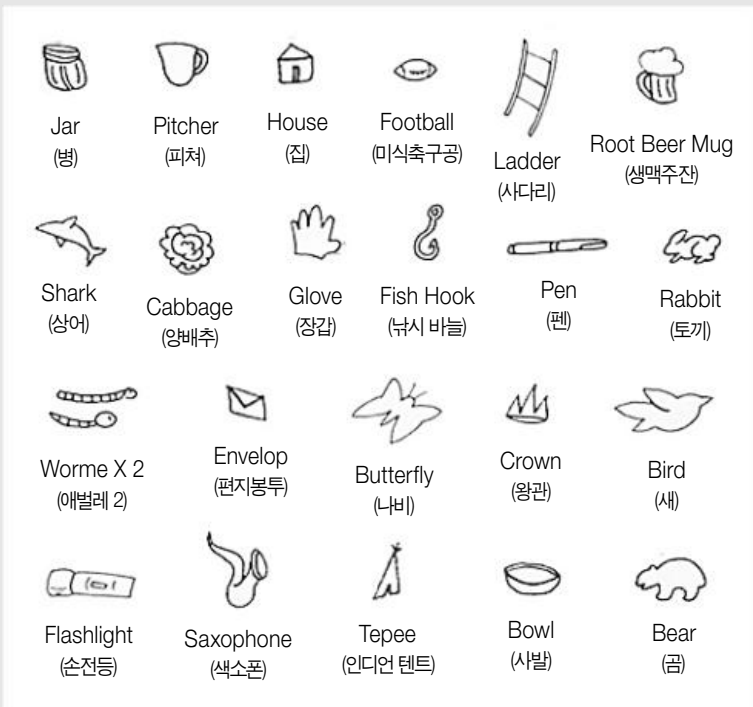 Jar
(병)
Pitcher
(피쳐)
House
(집)
Football
(미식축구공)
Ladder
(사다리)
Root Beer Mug
(생맥주잔)
Shark
(상어)
Cabbage
(양배추)
Glove
(장갑)
Fish Hook
(낚시 바늘)
Pen
(펜)
Rabbit
(토끼)
Worme X 2
(애벌레 2)
Envelop
(편지봉투)
Butterfly
(나비)
Crown
(왕관)
Bird
(새)
Flashlight
(손전등)
Saxophone
(색소폰)
Tepee
(인디언 텐트)
Bowl
(사발)
Bear
(곰)